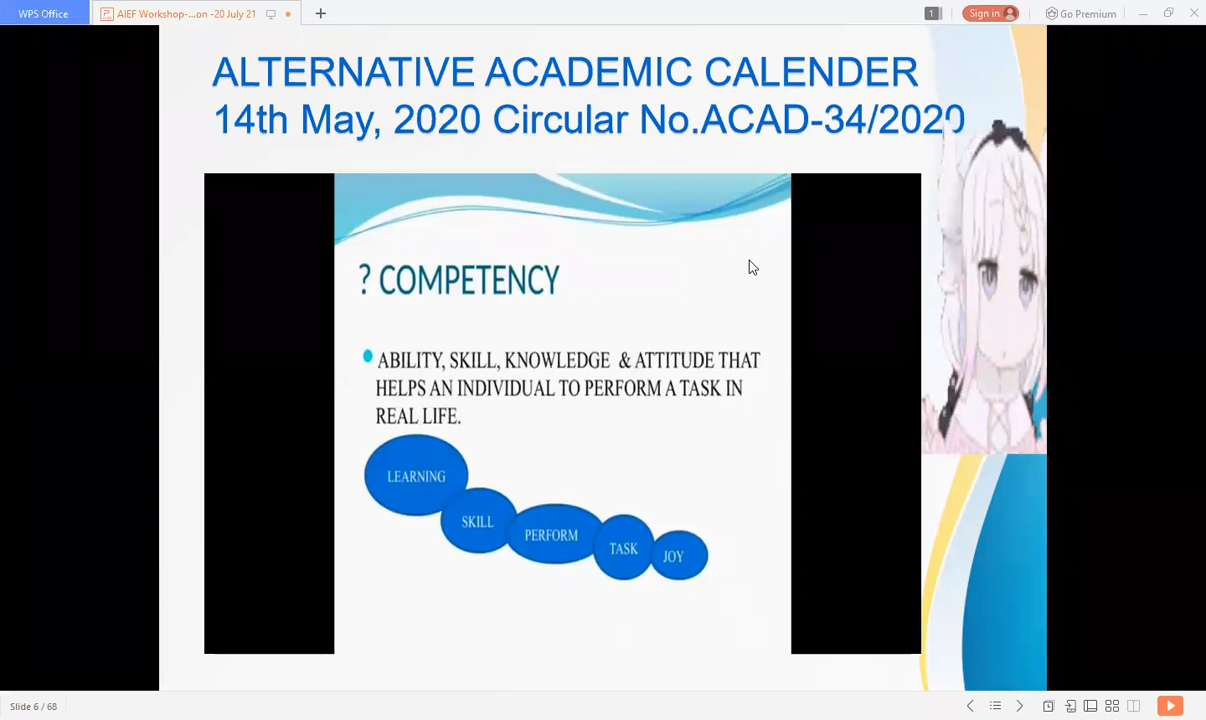 WPS Office
AIEF Workshop-...on -20 July 21
1
Sign in
Go Premium
ALTERNATIVE ACADEMIC CALENDER
14th May, 2020 Circular No.ACAD-34/2020
? COMPETENCY
ABILITY, SKILL, KNOWLEDGE & ATTITUDE THAT
HELPS AN INDIVIDUAL TO PERFORM A TASK IN
REAL LIFE.
LEARNING
SKILL
PERFORM
TASK
JOY
Slide 6 / 68